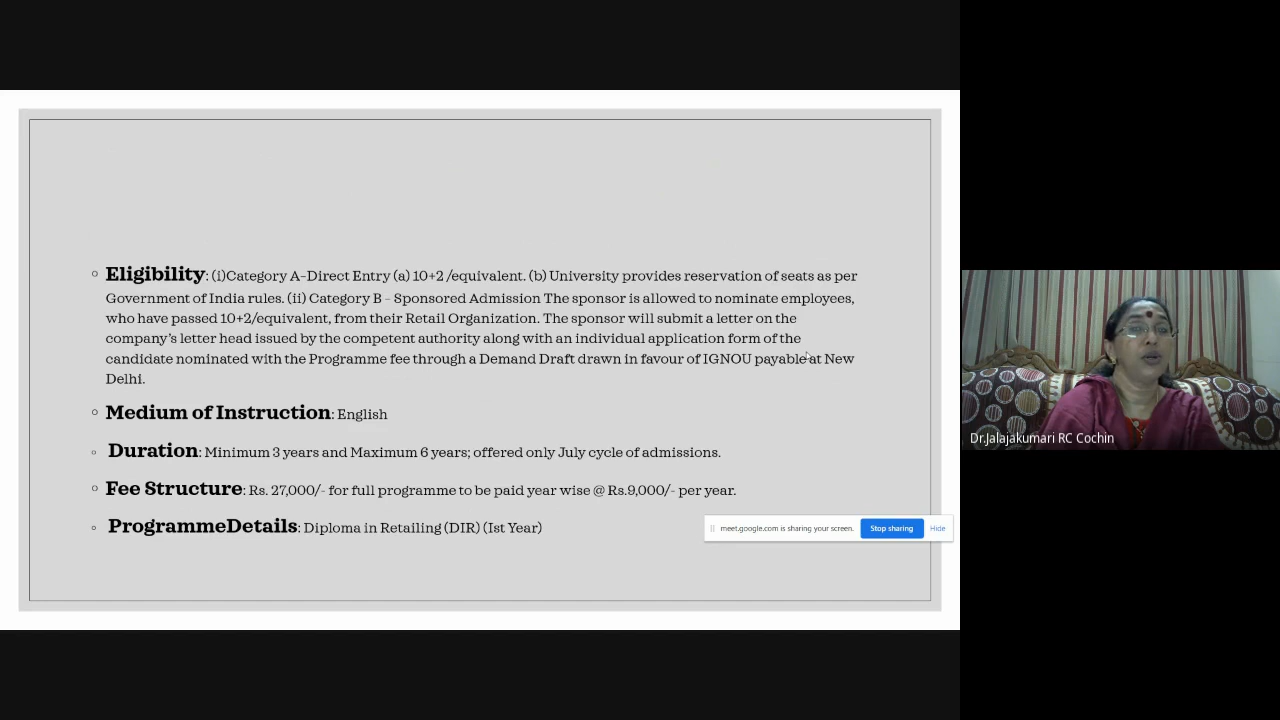 Eligibility: (i)Category A-Direct Entry (a) 10+2 /equivalent. (b) University provides reservation of seats as per
Government of India rules. (ii) Category B - Sponsored Admission The sponsor is allowed to nominate employees,
who have passed 10+2/equivalent, from their Retail Organization. The sponsor will submit a letter on the
company's letter head issued by the competent authority along with an individual application form of the
candidate nominated with the Programme fee through a Demand Draft drawn in favour of IGNOU payable at New
Delhi.
Medium of Instruction: English
Duration: Minimum 3 years and Maximum 6 years; offered only July cycle of admissions.
Fee Structure: Rs. 27,000/- for full programme to be paid year wise @ Rs.9,000/- per year.
ProgrammeDetails: Diploma in Retailing (DIR) (Ist Year)
meet.google.com is sharing your screen. Stop sharing Hide
Dr.Jalajakumari RC Cochin